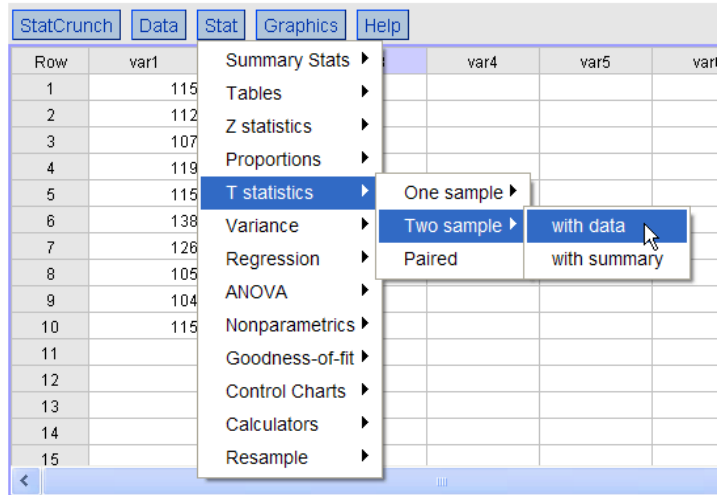 StatCrunch Data Stat Graphics Help
Row var1 var4 var5
1 115
2 112
3 107
4 119
5 115
6 138
7 126
8 105
9 104
10 115
11
12
13
14
15
Summary Stats
Tables
Z statistics
Proportions
T statistics
Variance
Regression
ANOVA
Nonparametrics
Goodness-of-fit
Control Charts
Calculators
Resample
One sample
Two sample
Paired
with data
with summary